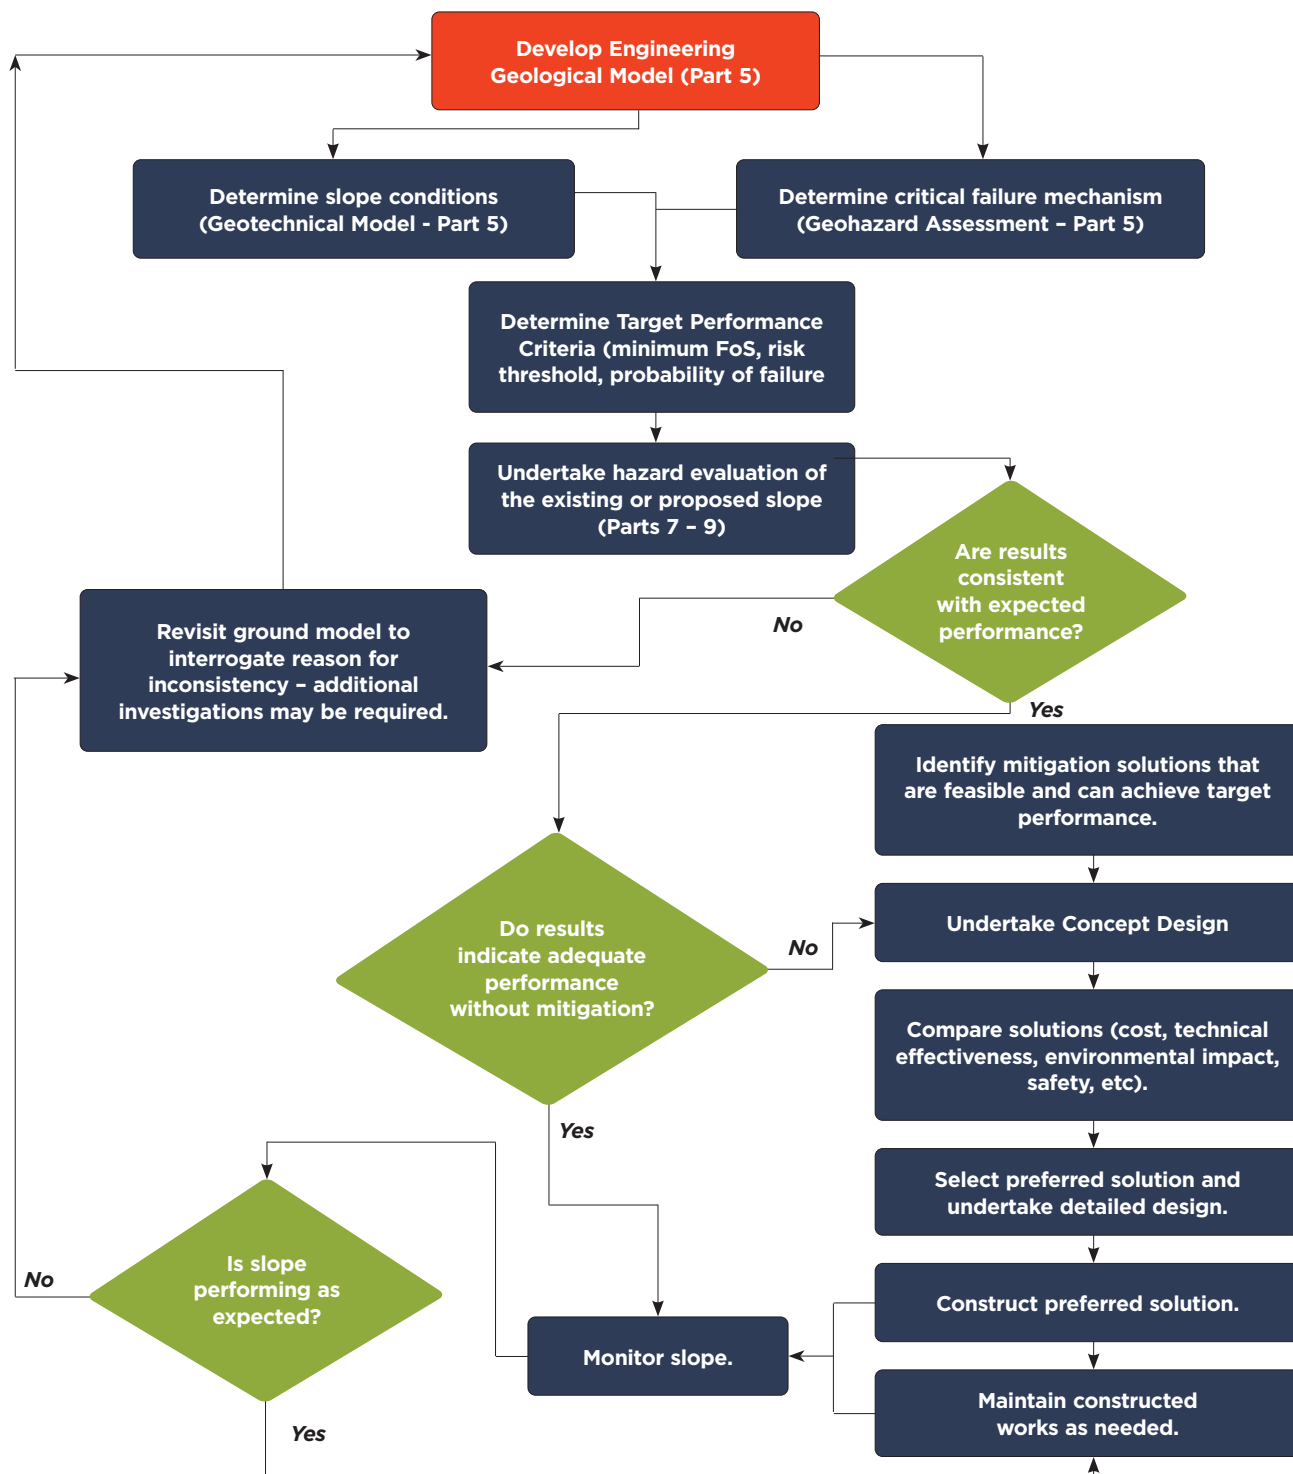 Develop Engineering
Geological Model (Part 5)
Determine slope conditions
(Geotechnical Model - Part 5)
Determine critical failure mechanism
(Geohazard Assessment – Part 5)
Determine Target Performance
Criteria (minimum FoS, risk
threshold, probability of failure
Undertake hazard evaluation of
the existing or proposed slope
(Parts 7 – 9)
Are results
consistent
with expected
performance?
No
Yes
Revisit ground model to
interrogate reason for
inconsistency – additional
investigations may be required.
Identify mitigation solutions that
are feasible and can achieve target
performance.
Do results
indicate adequate
performance
without mitigation?
No
Yes
Undertake Concept Design
Compare solutions (cost, technical
effectiveness, environmental impact,
safety, etc).
Select preferred solution and
undertake detailed design.
Construct preferred solution.
Maintain constructed
works as needed.
Monitor slope.
Is slope
performing as
expected?
No
Yes